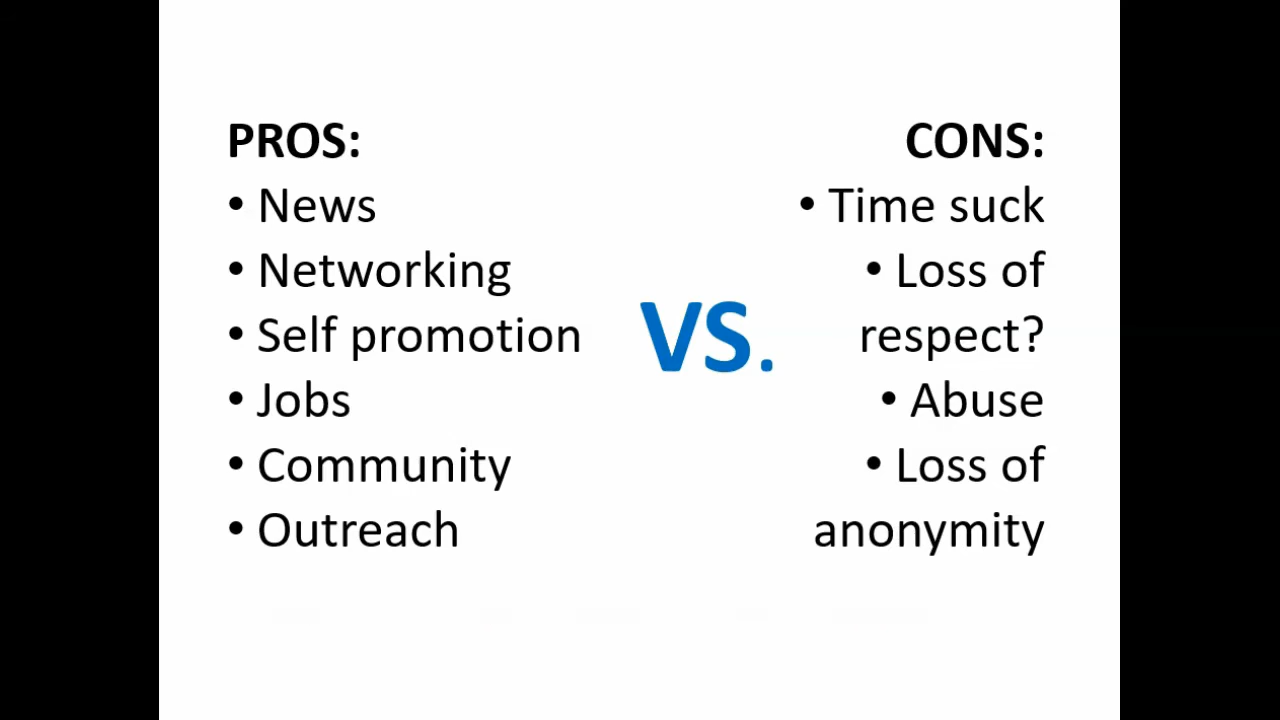 PROS:
• News
• Networking
• Self promotion
• Jobs
• Community
• Outreach
VS.
CONS:
• Time suck
• Loss of
respect?
• Abuse
• Loss of
anonymity